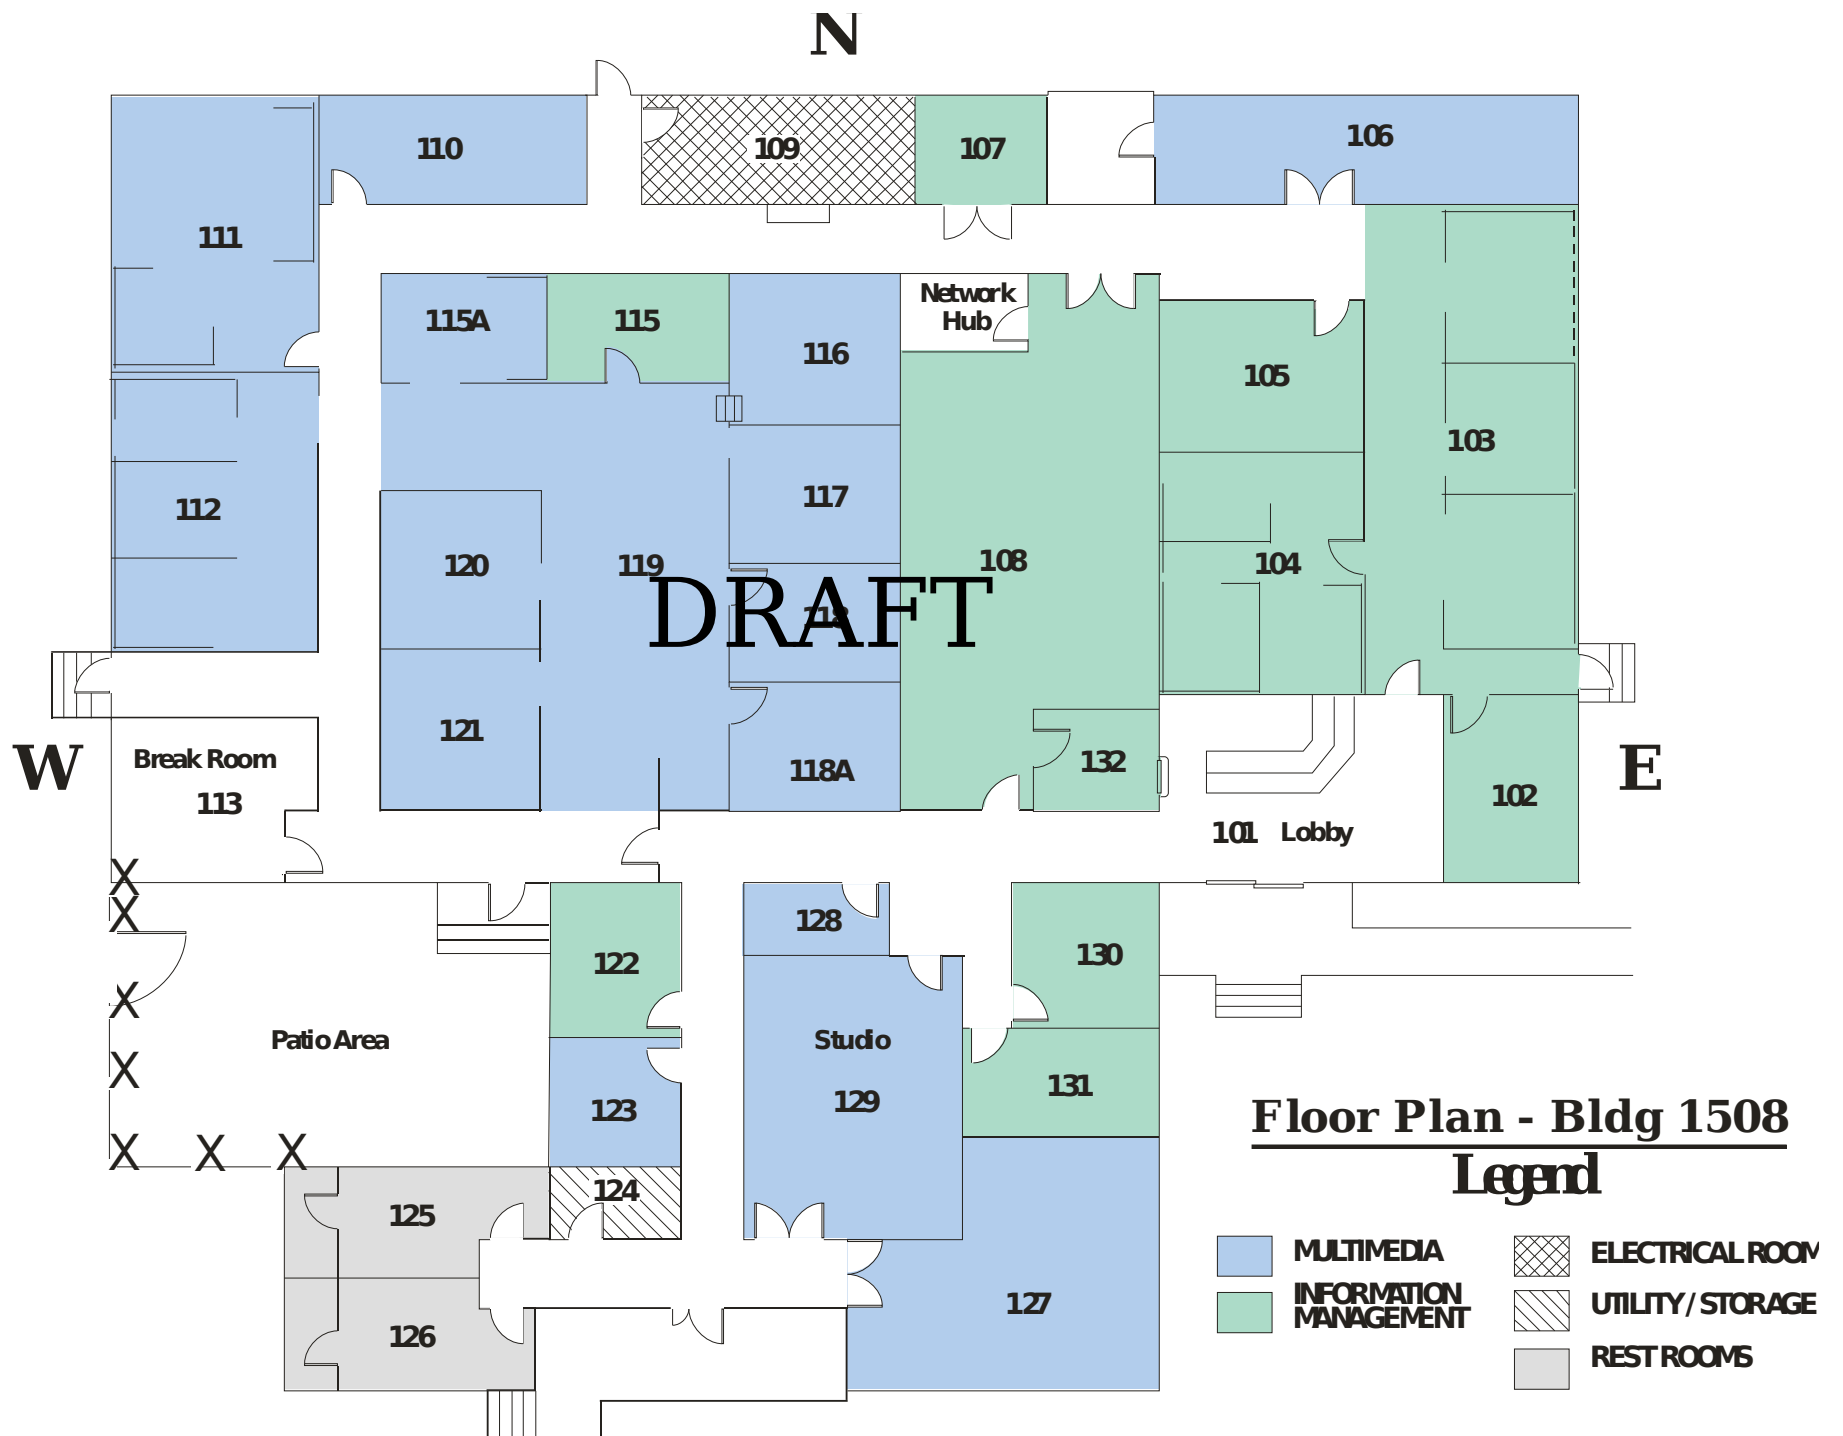 N
110
109
107
106
111
Network
Hub
115A
115
116
105
103
117
112
120
119
108
104
DRAFT
118
121
132
W
Break Room
113
118A
E
102
101 Lobby
X
X
128
122
130
X
Patio Area
Studio
X
131
129
123
Floor Plan - Bldg 1508
X X X
Legend
124
125
MULTIMEDIA
ELECTRICAL ROOM
INFORMATION
MANAGEMENT
UTILITY / STORAGE
127
126
REST ROOMS